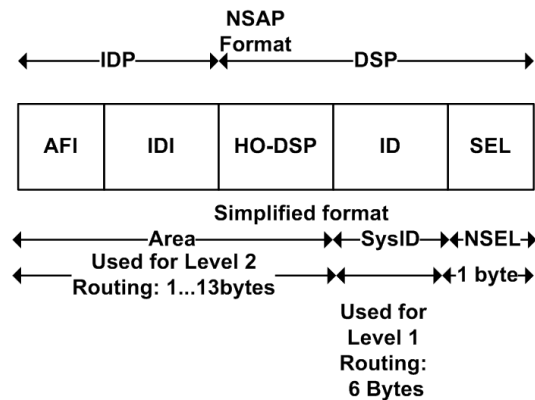 NSAP
Format
IDP DSP
AFI IDI HO-DSP ID SEL
Simplified format
Area SysID NSEL
Used for Level 2
Routing: 1...13bytes
1 byte
Used for
Level 1
Routing:
6 Bytes